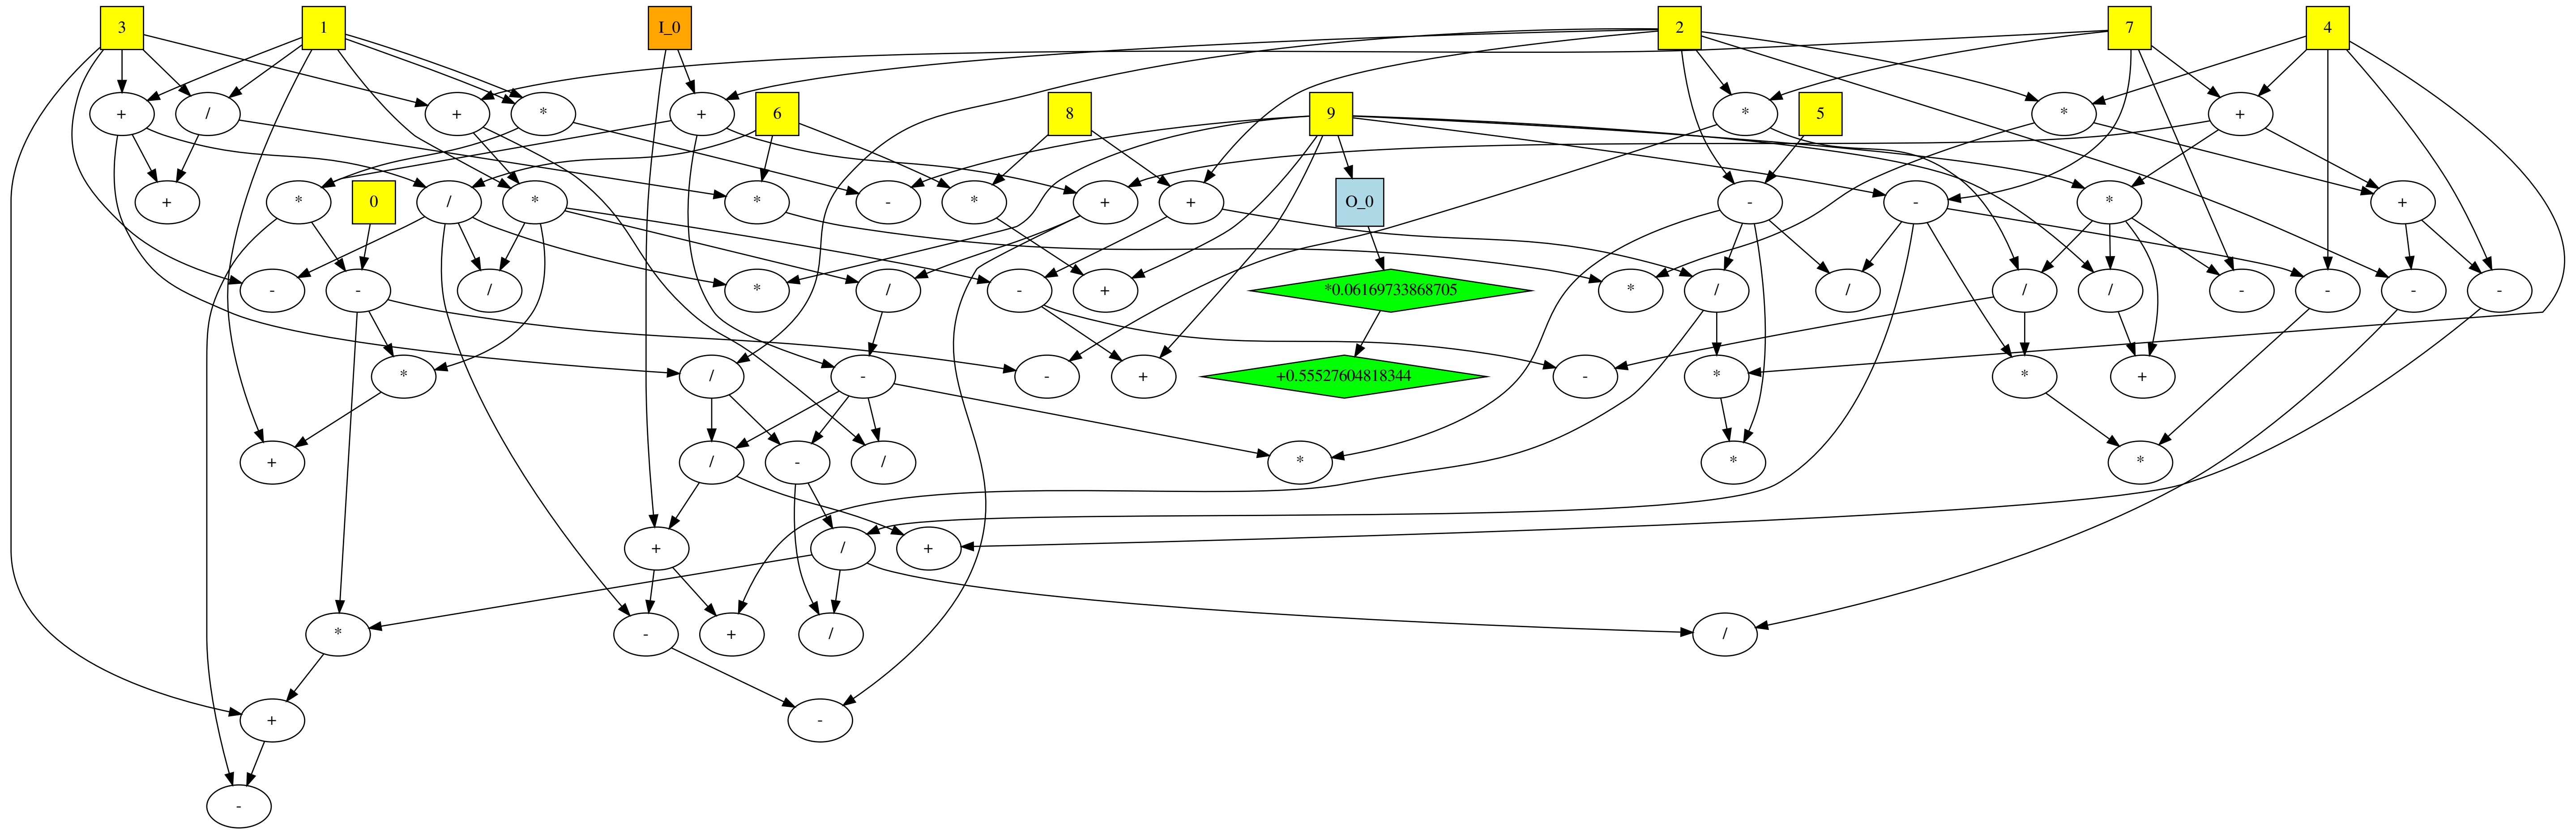 3 1 I_0 2 7 4
+ / + * + 6 8 9 * 5 * +
+ * 0 / * * - * + + O_0 - - * +
- - / * / - + *0.06169733868705 * / / / / - - - -
* / - - + +0.55527604818344 - * * +
+ / - / * * *
+ / +
* - + / /
+ -
-